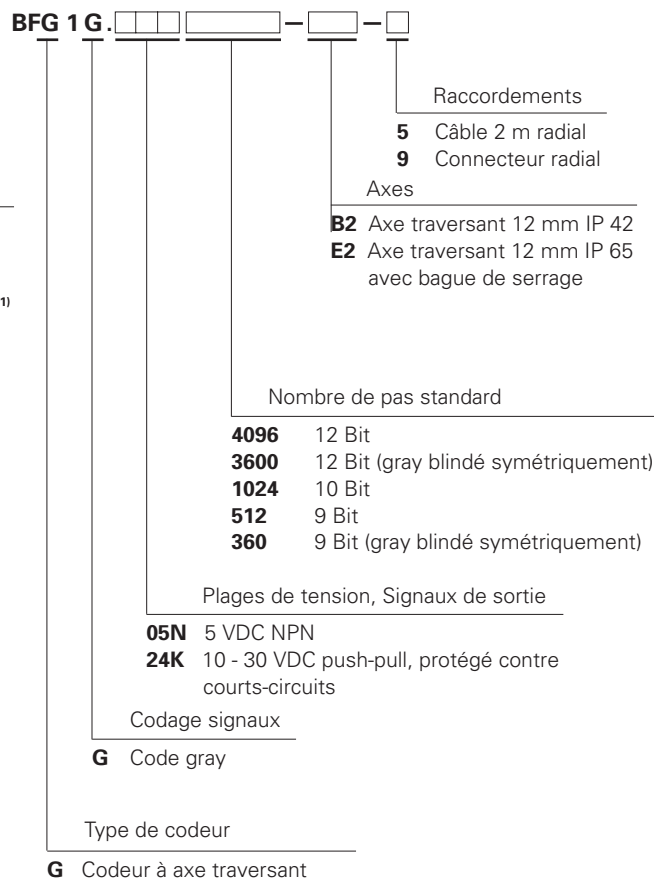 BFG 1 G. – –
Raccordements
5 Câble 2 m radial
9 Connecteur radial
Axes
B2 Axe traversant 12 mm IP 42
E2 Axe traversant 12 mm IP 65
avec bague de serrage
1)
Nombre de pas standard
4096 12 Bit
3600 12 Bit (gray blindé symétriquement)
1024 10 Bit
512 9 Bit
360 9 Bit (gray blindé symétriquement)
Plages de tension, Signaux de sortie
05N 5 VDC NPN
24K 10 - 30 VDC push-pull, protégé contre
courts-circuits
Codage signaux
G Code gray
Type de codeur
G Codeur à axe traversant